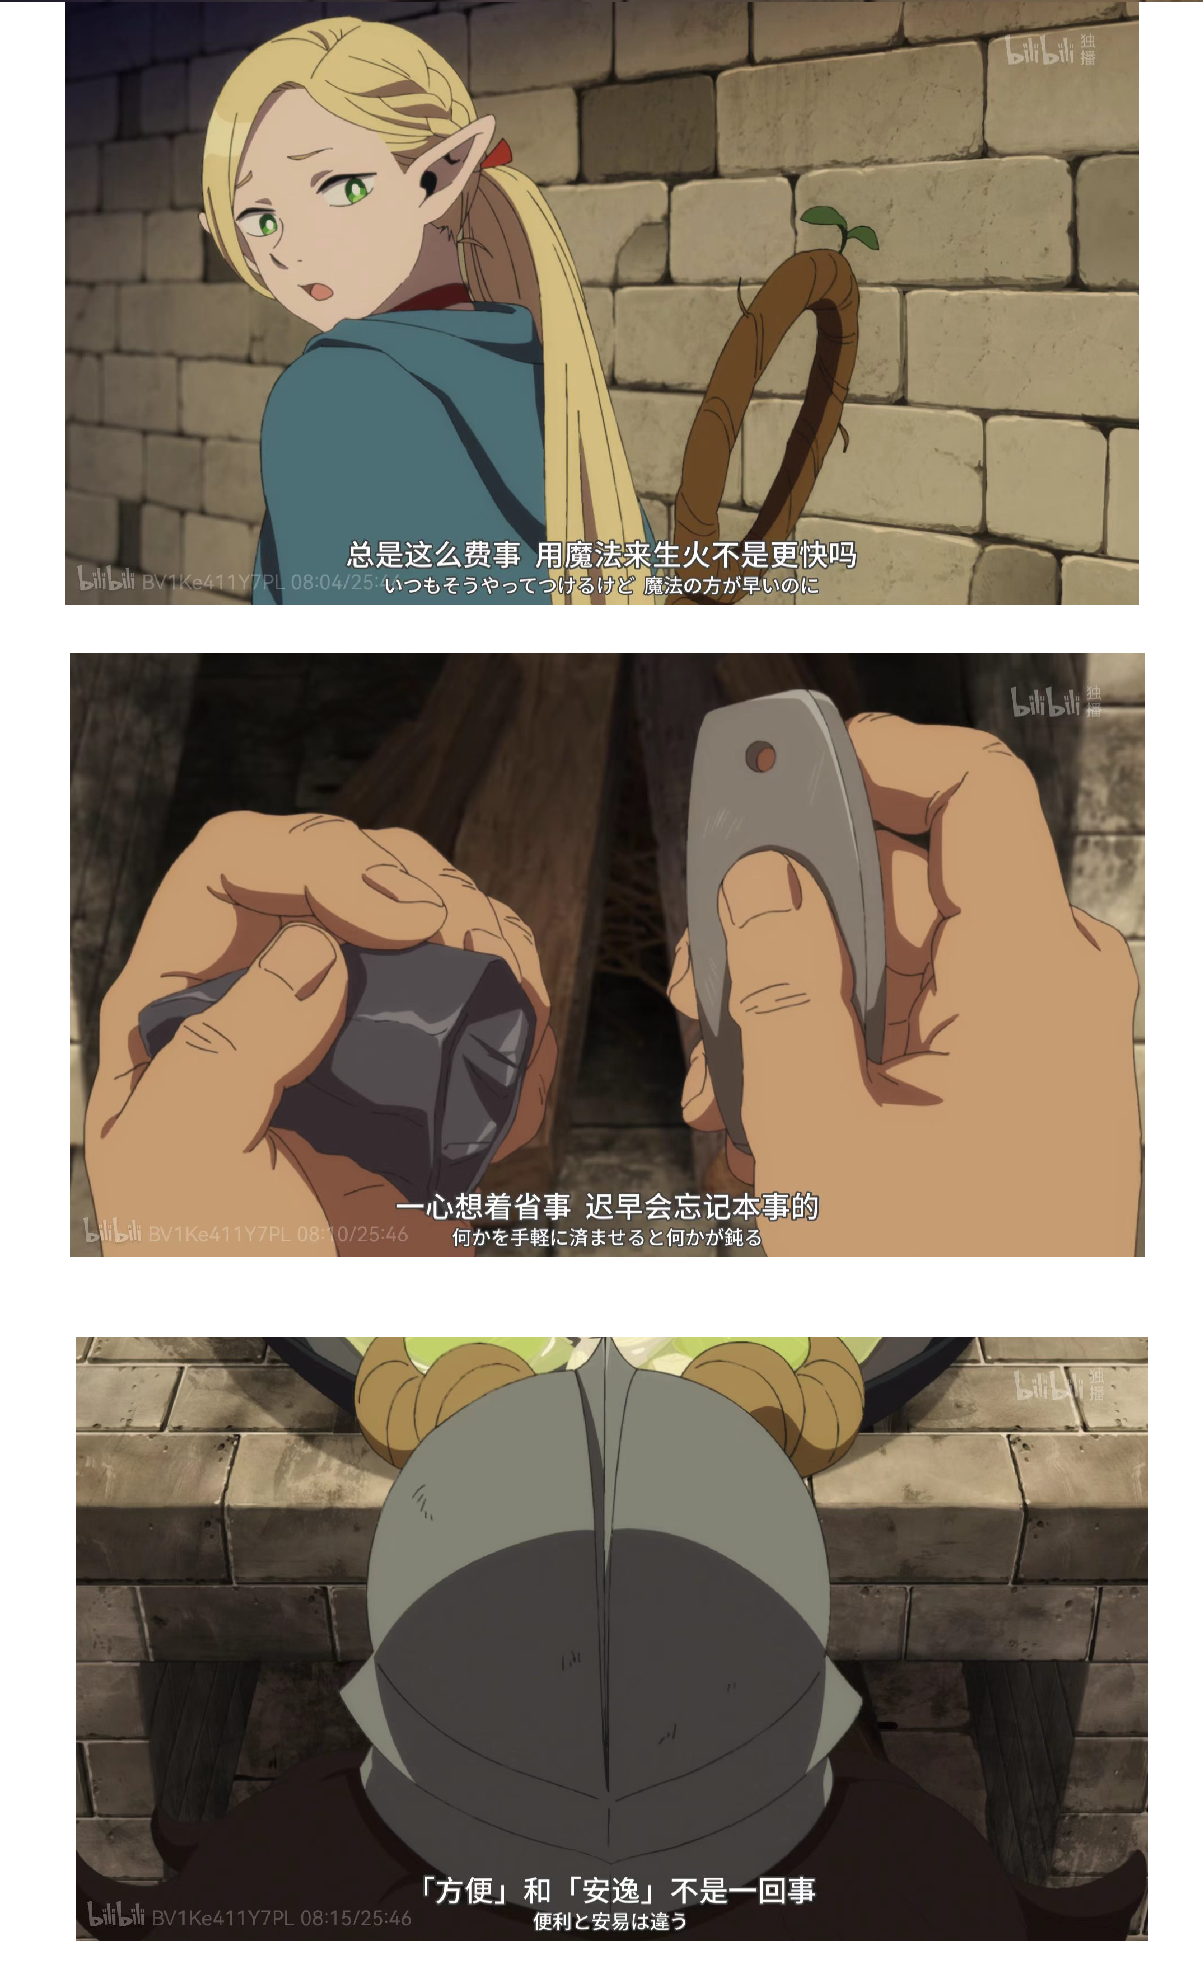 bilibili 独播
总是这么费事 用魔法来生火不是更快吗
いつもそうやってつけるけど 魔法の方が早いのに
bilibili BV1Ke411Y7PL 08:04/25:46
bilibili 独播
一心想着省事 迟早会忘记本事的
何かを手軽に済ませると何かが鈍る
bilibili BV1Ke411Y7PL 08:10/25:46
bilibili 独播
「方便」和「安逸」不是一回事
便利と安易は違う
bilibili BV1Ke411Y7PL 08:15/25:46